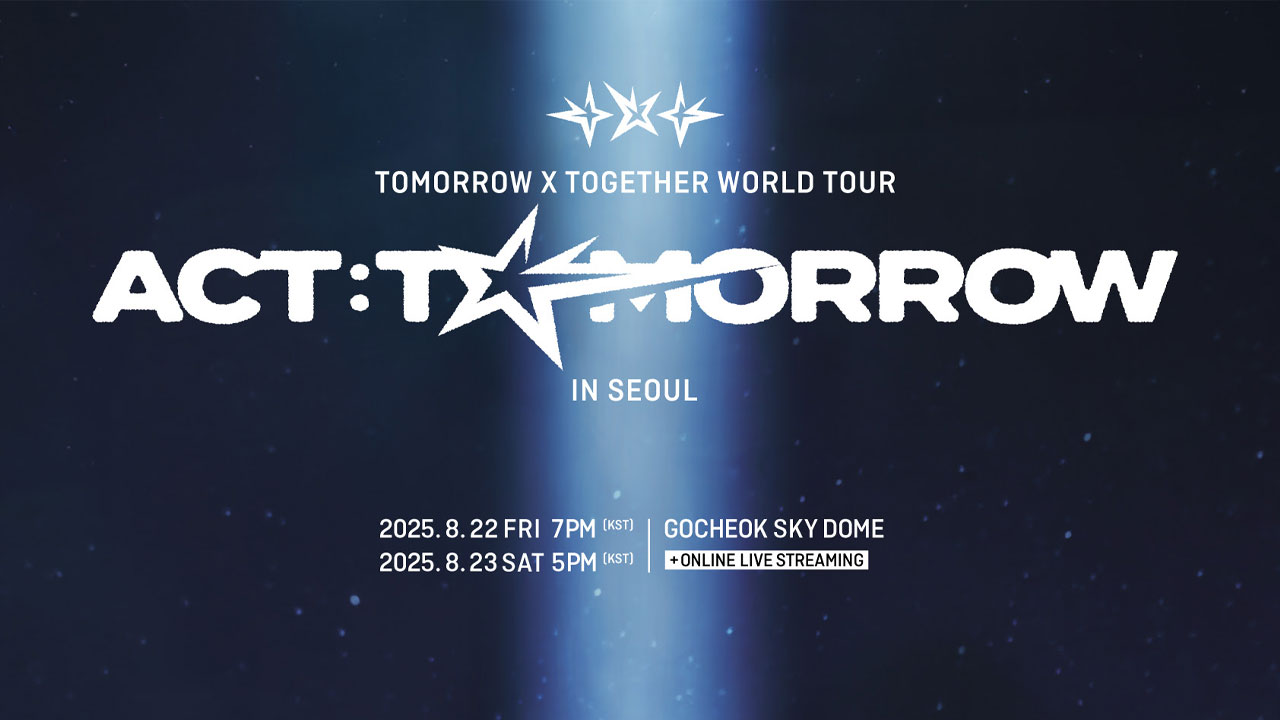 TOMORROW X TOGETHER WORLD TOUR
ACT:TOMORROW
IN SEOUL
2025. 8. 22 FRI 7PM (KST)
2025. 8. 23 SAT 5PM (KST)
GOCHEOK SKY DOME
+ONLINE LIVE STREAMING